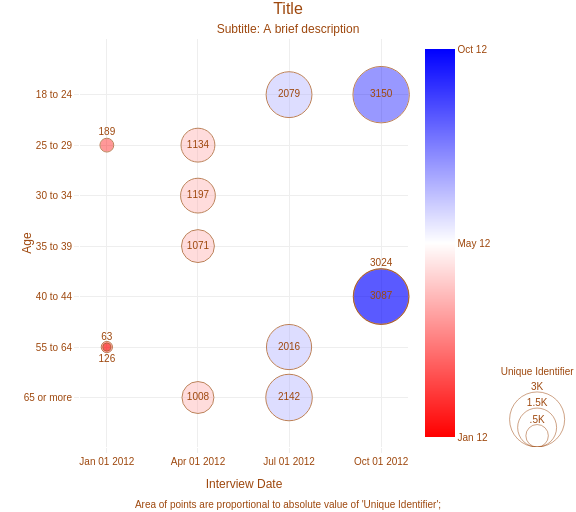 Title
Subtitle: A brief description
Oct 12
18 to 24
2079
3150
189
25 to 29
1134
30 to 34
1197
35 to 39
1071
Age
May 12
3024
40 to 44
3087
63
55 to 64
2016
126
65 or more
1008
2142
Unique Identifier
3K
1.5K
.5K
Jan 12
Jan 01 2012
Apr 01 2012
Jul 01 2012
Oct 01 2012
Interview Date
Area of points are proportional to absolute value of 'Unique Identifier';